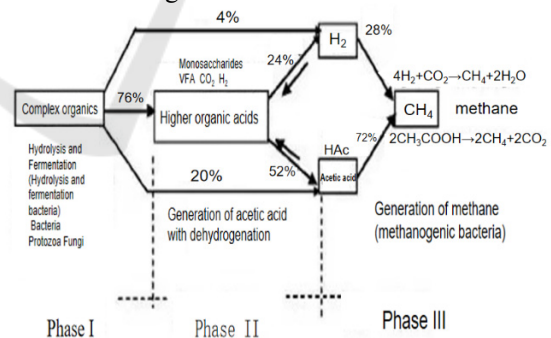 4%
H₂
28%
Monosaccharides
VFA CO₂ H₂
24%
4H₂+CO₂→CH₄+2H₂O
Complex organics
76%
Higher organic acids
CH₄
methane
HAc
72%
2CH₃COOH→2CH₄+2CO₂
Acetic acid
52%
20%
Hydrolysis and
Fermentation
(Hydrolysis and
fermentation
bacteria)
Bacteria
Protozoa Fungi
Generation of acetic acid
with dehydrogenation
Generation of methane
(methanogenic bacteria)
Phase I
Phase II
Phase III